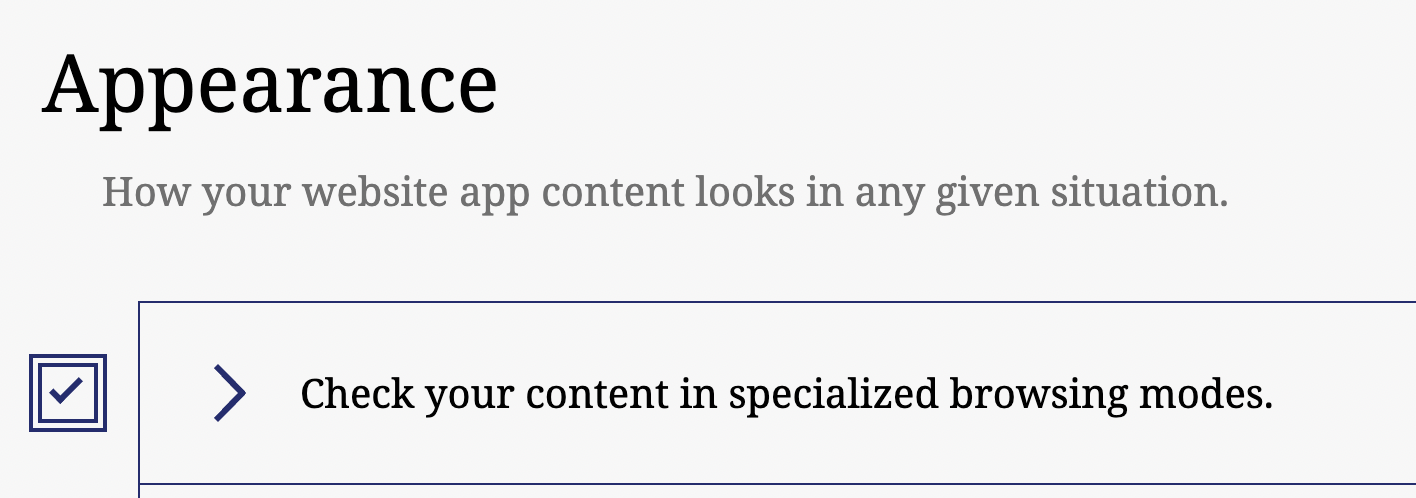 Appearance
How your website app content looks in any given situation.
Check your content in specialized browsing modes.